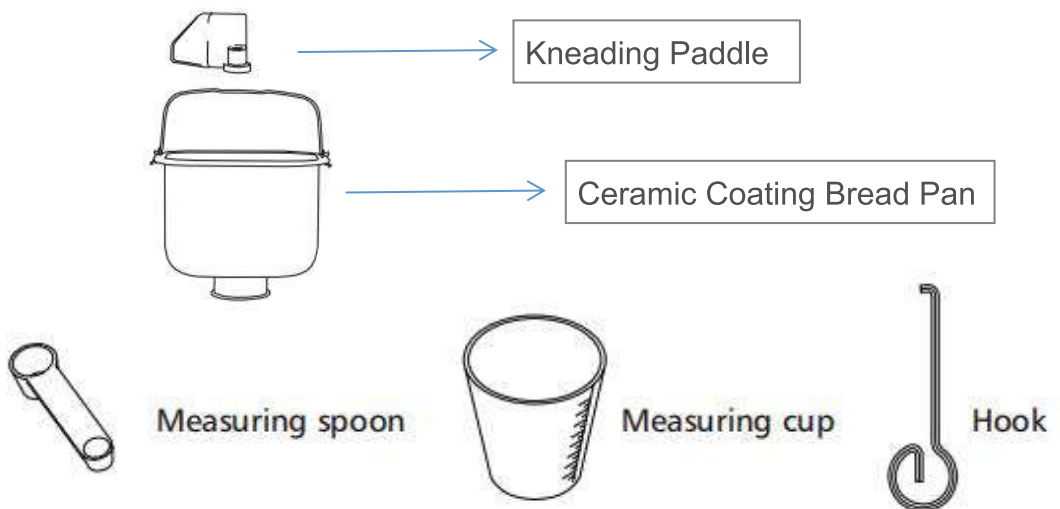 Kneading Paddle
Ceramic Coating Bread Pan
Measuring spoon
Measuring cup
Hook